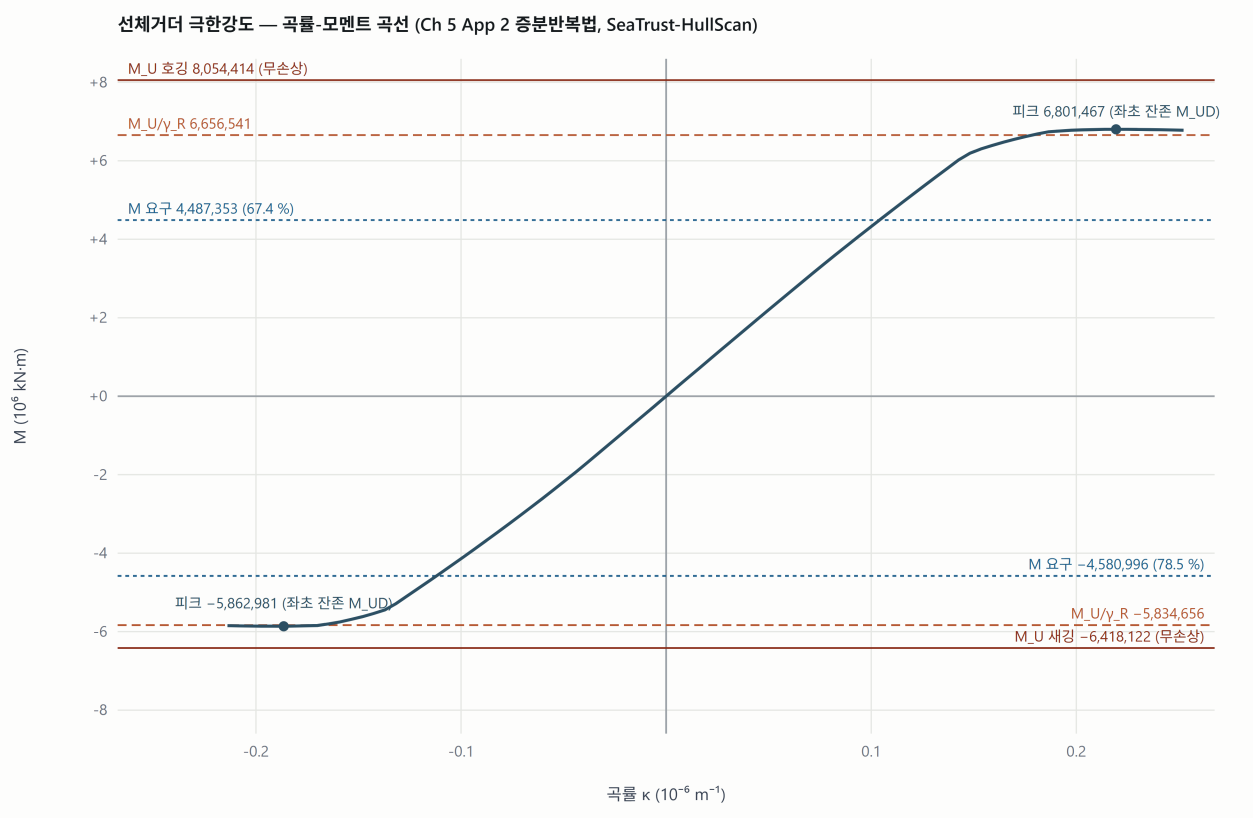 선체거더 극한강도 — 곡률-모멘트 곡선 (Ch 5 App 2 증분반복법, SeaTrust-HullScan)
M_U 호깅 8,054,414 (무손상)
+8
피크 6,801,467 (좌초 잔존 M_UD)
M_U/γ_R 6,656,541
+6
M 요구 4,487,353 (67.4 %)
+4
+2
+0
M (10⁶ kN·m)
-2
-4
M 요구 −4,580,996 (78.5 %)
피크 −5,862,981 (좌초 잔존 M_UD)
M_U/γ_R −5,834,656
-6
M_U 새깅 −6,418,122 (무손상)
-8
-0.2
-0.1
0.1
0.2
곡률 κ (10⁻⁶ m⁻¹)